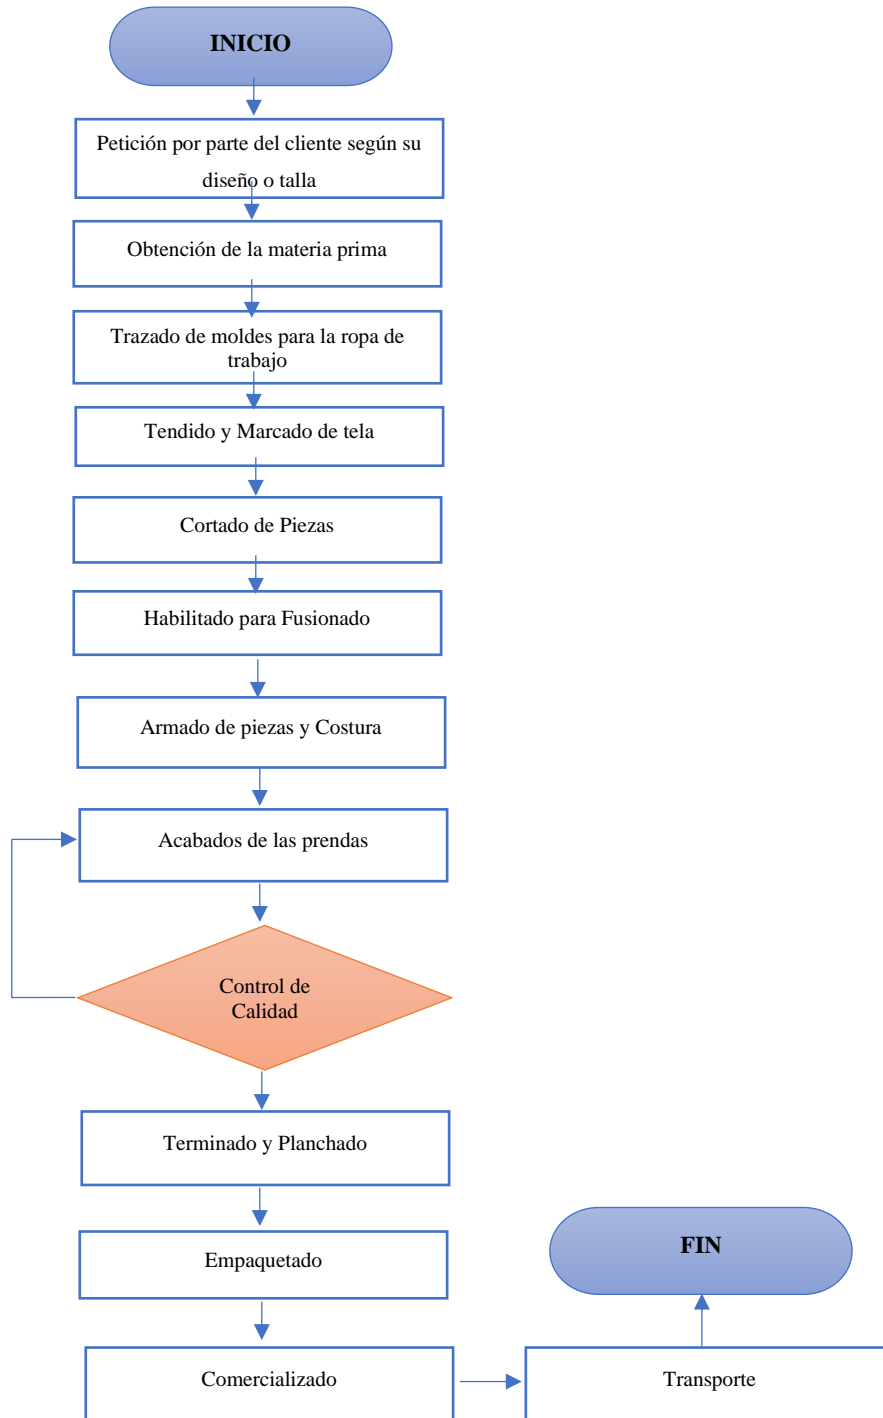 INICIO
Petición por parte del cliente según su
diseño o talla
Obtención de la materia prima
Trazado de moldes para la ropa de
trabajo
Tendido y Marcado de tela
Cortado de Piezas
Habilitado para Fusionado
Armado de piezas y Costura
Acabados de las prendas
Control de
Calidad
Terminado y Planchado
Empaquetado
Comercializado
Transporte
FIN